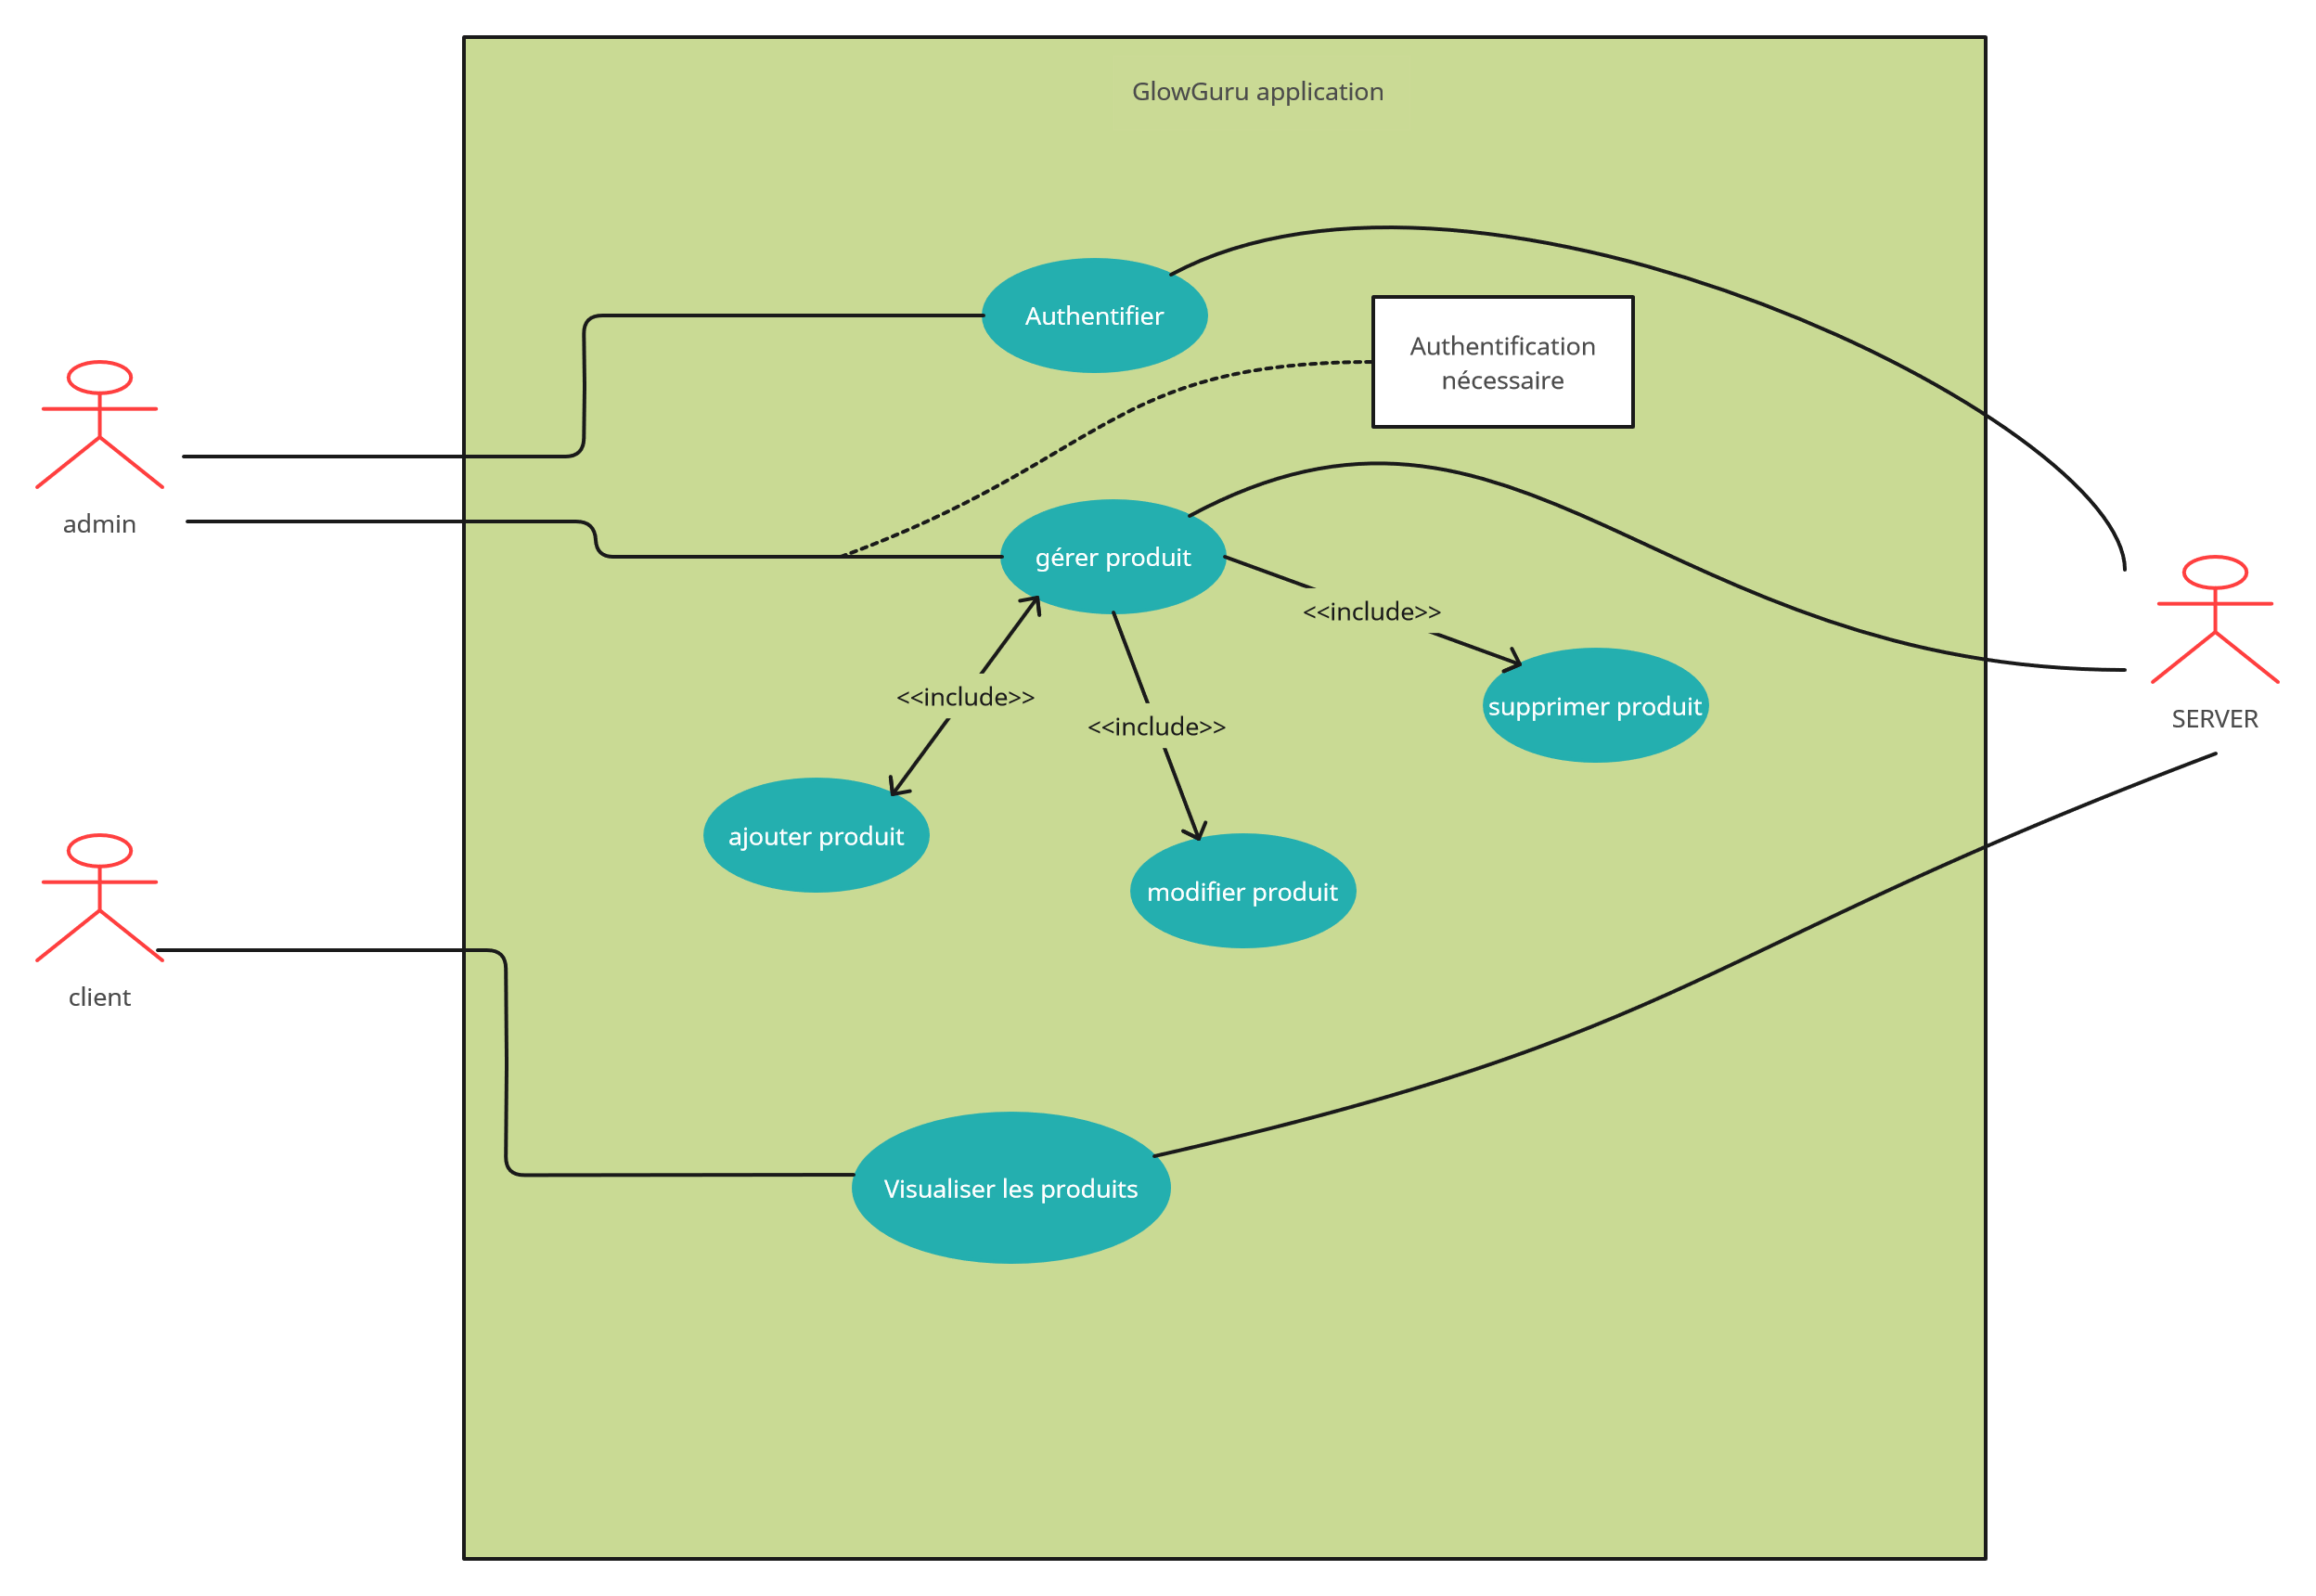 GlowGuru application
Authentifier
Authentification
nécessaire
admin
gérer produit
<<include>>
<<include>>
<<include>>
supprimer produit
SERVER
ajouter produit
modifier produit
client
Visualiser les produits